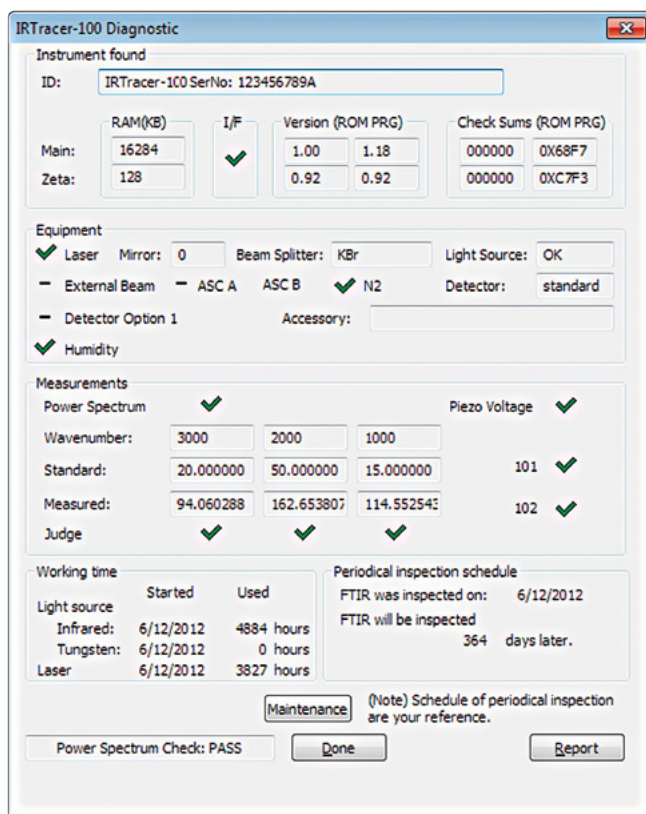 IRTracer-100 Diagnostic
Instrument found
ID: IRTracer-100 SerNo: 123456789A
RAM(KB) I/F Version (ROM PRG) Check Sums (ROM PRG)
Main: 16284 1.00 1.18 000000 0X68F7
Zeta: 128 0.92 0.92 000000 0XC7F3
Equipment
Laser Mirror: 0 Beam Splitter: KBr Light Source: OK
External Beam ASC A ASC B N2 Detector: standard
Detector Option 1 Accessory:
Humidity
Measurements
Power Spectrum Piezo Voltage
Wavenumber: 3000 2000 1000
Standard: 20.000000 50.000000 15.000000 101
Measured: 94.060288 162.653807 114.552543 102
Judge
Working time
Started Used
Light source
Infrared: 6/12/2012 4884 hours
Tungsten: 6/12/2012 0 hours
Laser 6/12/2012 3827 hours
Periodical inspection schedule
FTIR was inspected on: 6/12/2012
FTIR will be inspected
364 days later.
Maintenance
(Note) Schedule of periodical inspection
are your reference.
Power Spectrum Check: PASS Done Report